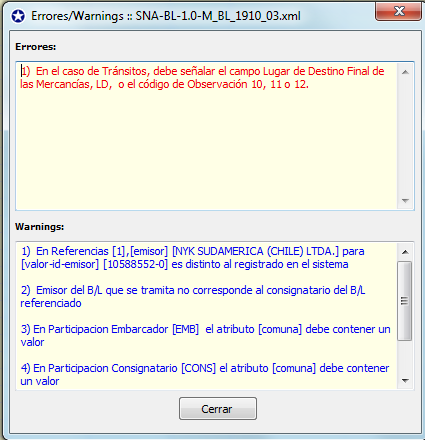 Errores/Warnings :: SNA-BL-1.0-M_BL_1910_03.xml
Errores:
1) En el caso de Tránsitos, debe señalar el campo Lugar de Destino Final de
las Mercancías, LD, o el código de Observación 10, 11 o 12.
Warnings:
1) En Referencias [1],[emisor] [NYK SUDAMERICA (CHILE) LTDA.] para
[valor-id-emisor] [10588552-0] es distinto al registrado en el sistema
2) Emisor del B/L que se tramita no corresponde al consignatario del B/L
referenciado
3) En Participacion Embarcador [EMB] el atributo [comuna] debe contener un
valor
4) En Participacion Consignatario [CONS] el atributo [comuna] debe contener
un valor
Cerrar